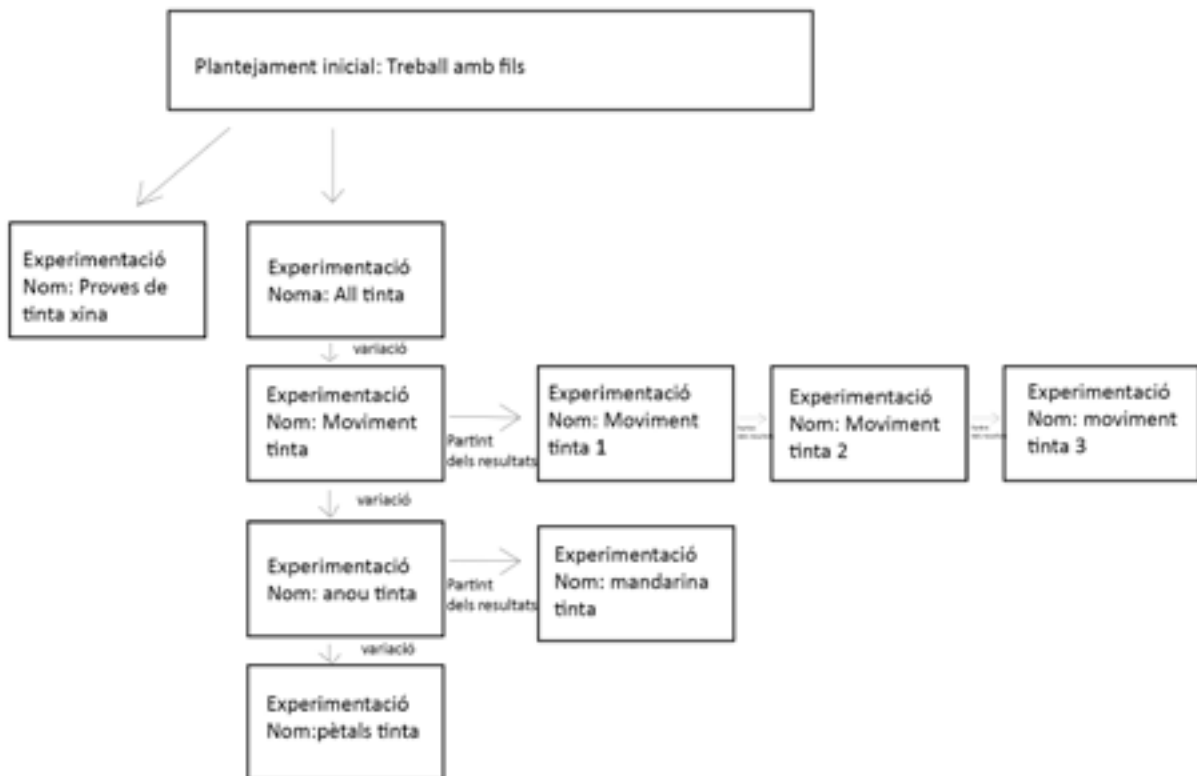 Plantejament inicial: Treball amb fils
Experimentació
Nom: Proves de
tinta xina
Experimentació
Noma: All tinta
variació
Experimentació
Nom: Moviment
tinta
Partint
dels resultats
Experimentació
Nom: Moviment
tinta 1
Experimentació
Nom: Moviment
tinta 2
Experimentació
Nom: moviment
tinta 3
variació
Experimentació
Nom: anou tinta
Partint
dels resultats
Experimentació
Nom: mandarina
tinta
variació
Experimentació
Nom:pètals tinta